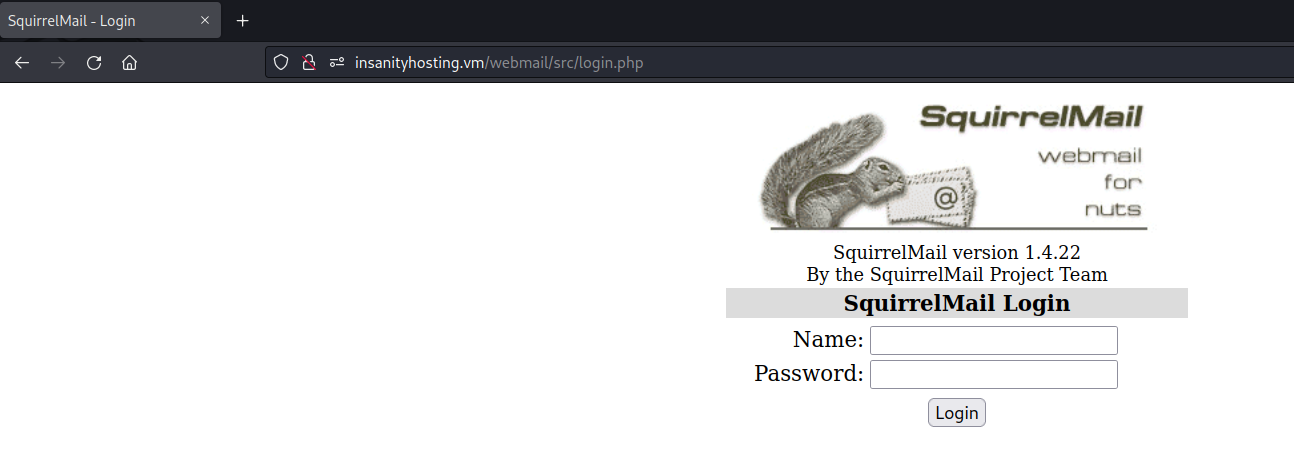 SquirrelMail - Login
insanityhosting.vm/webmail/src/login.php
SquirrelMail
webmail
for
nuts
@
SquirrelMail version 1.4.22
By the SquirrelMail Project Team
SquirrelMail Login
Name:
Password:
Login